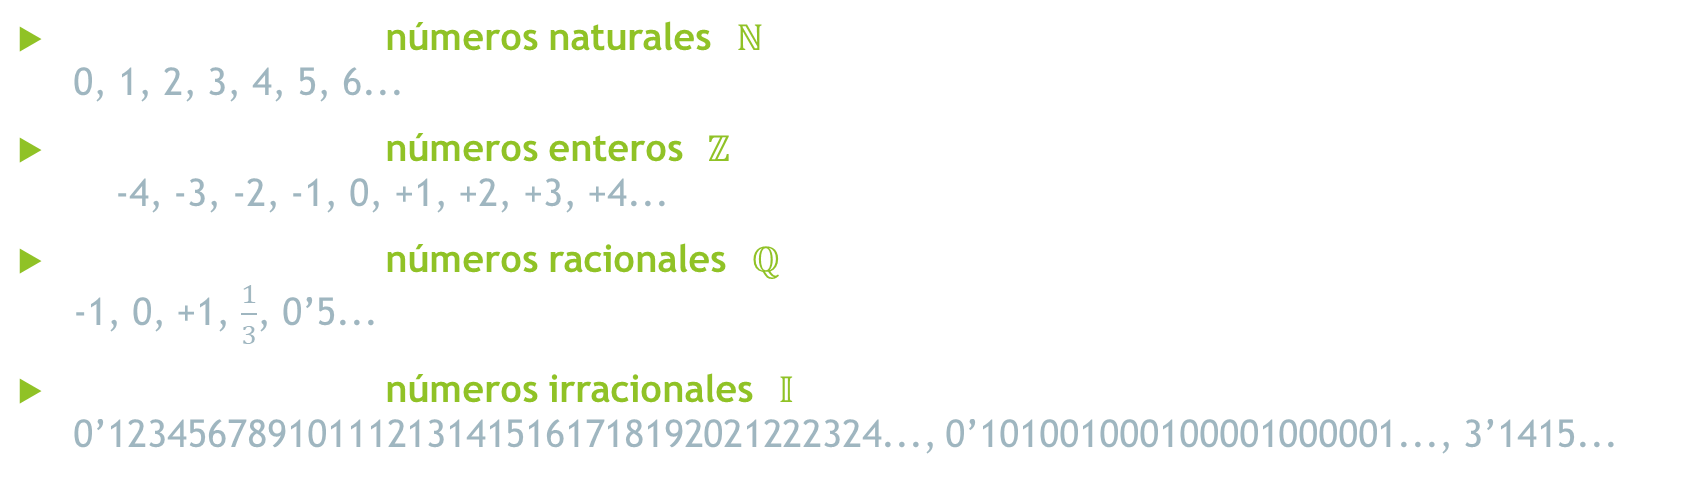 números naturales ℕ
0, 1, 2, 3, 4, 5, 6...
números enteros ℤ
-4, -3, -2, -1, 0, +1, +2, +3, +4...
números racionales ℚ
-1, 0, +1, 1/3, 0’5...
números irracionales 𝕀
0’123456789101112131415161718192021222324..., 0’101001000100001000001..., 3’1415...